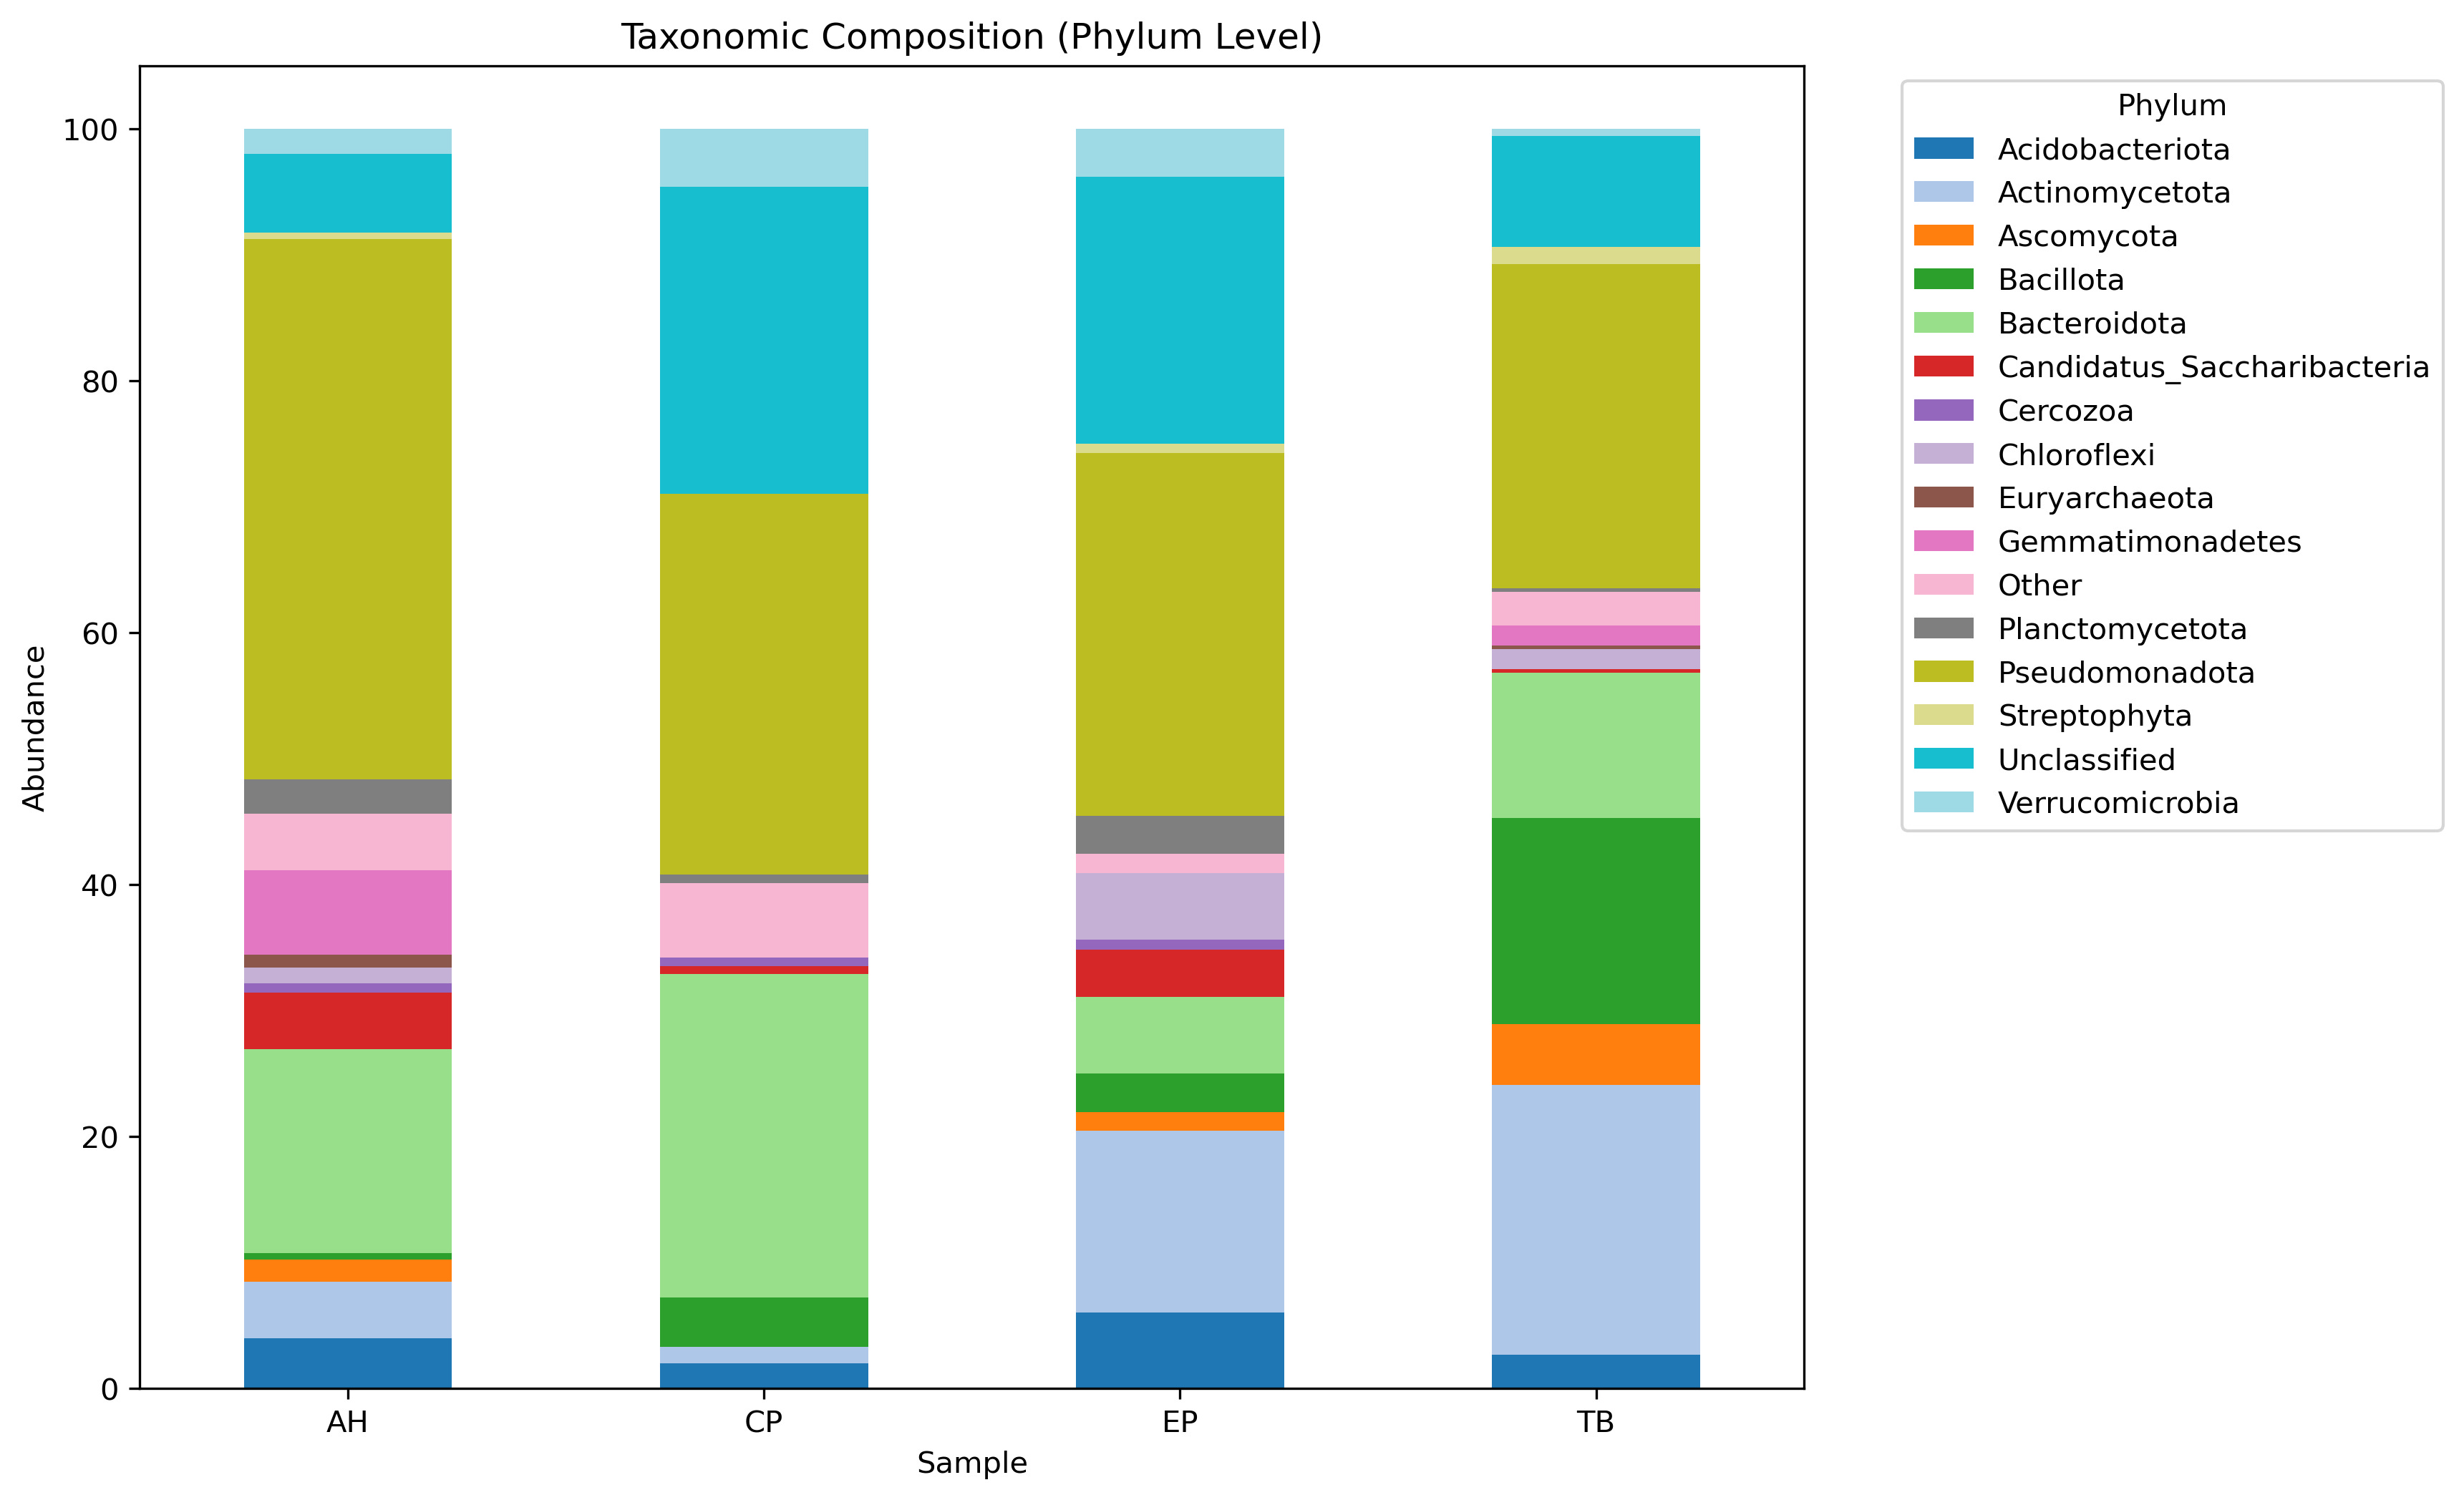 Taxonomic Composition (Phylum Level)
Abundance
100
80
60
40
20
0
AH
CP
EP
TB
Sample
Phylum
Acidobacteriota
Actinomycetota
Ascomycota
Bacillota
Bacteroidota
Candidatus_Saccharibacteria
Cercozoa
Chloroflexi
Euryarchaeota
Gemmatimonadetes
Other
Planctomycetota
Pseudomonadota
Streptophyta
Unclassified
Verrucomicrobia